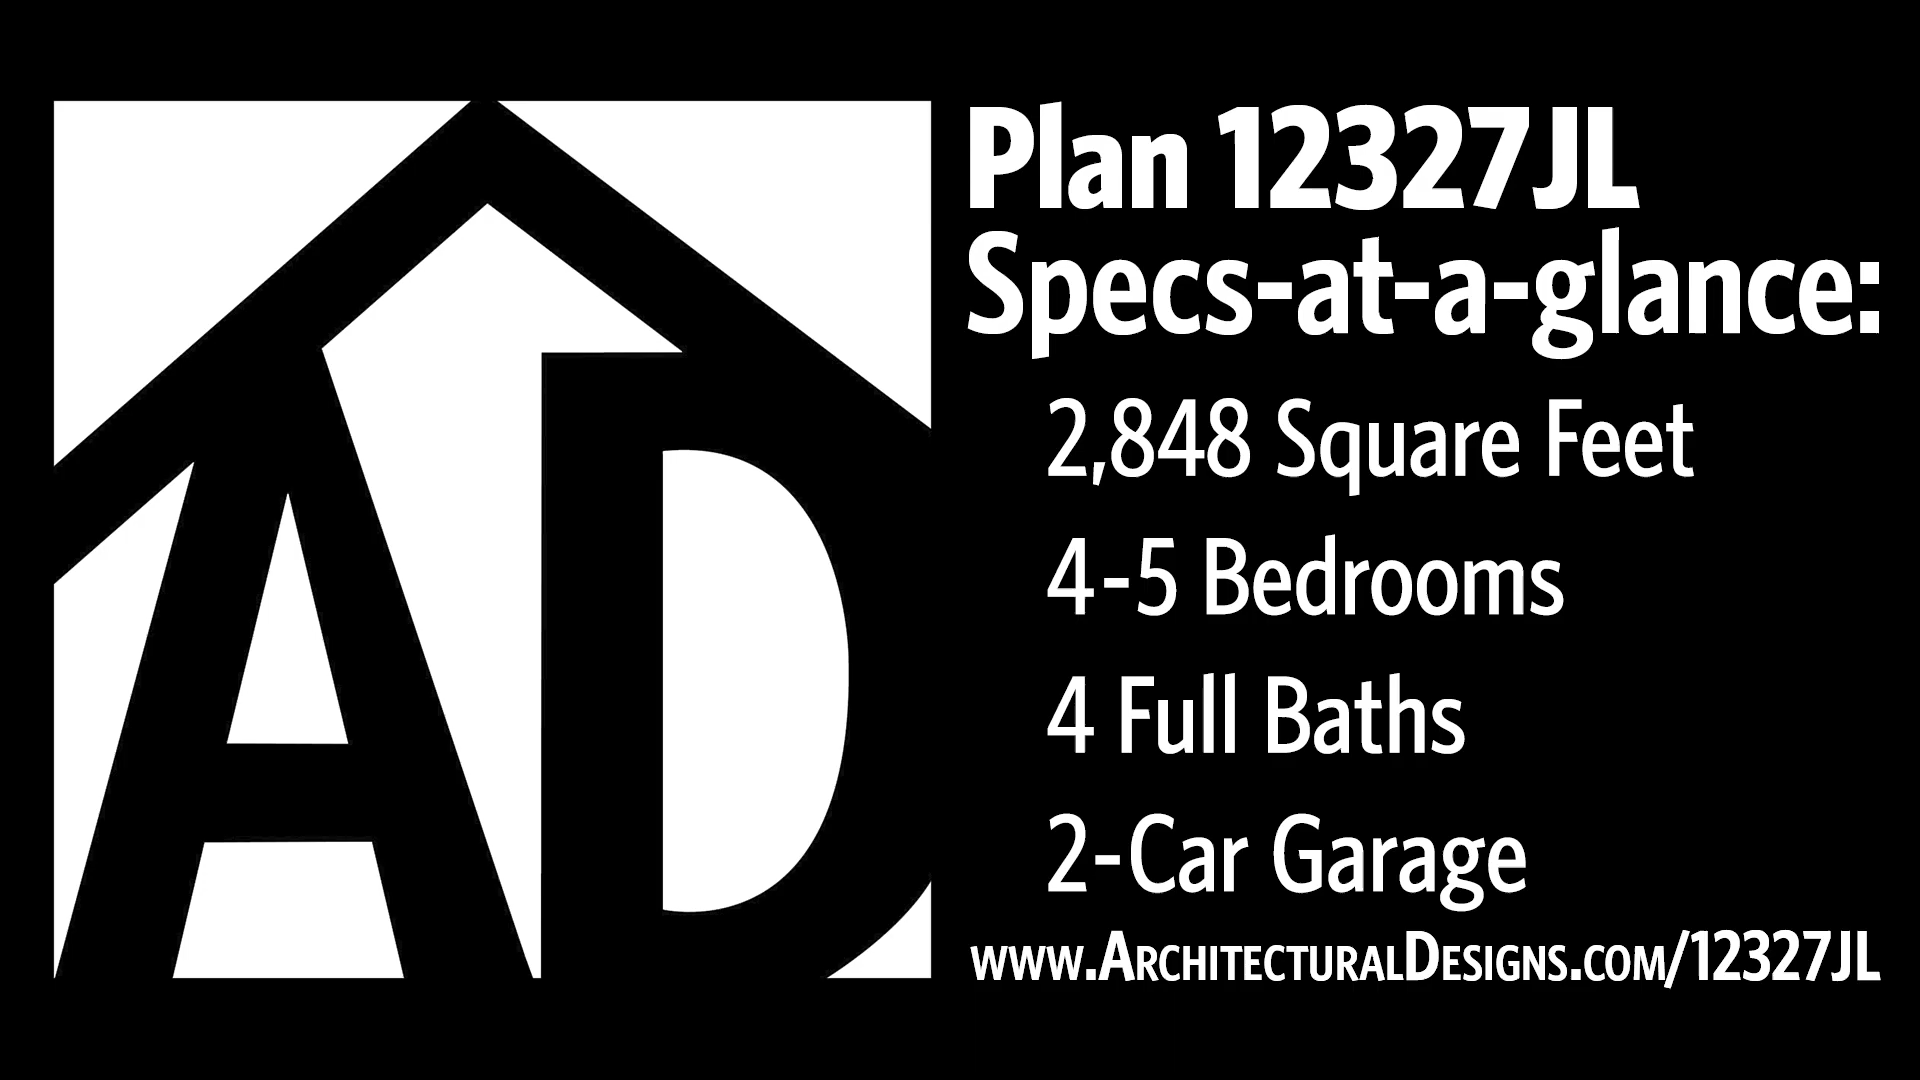 AD
Plan 12327JL
Specs-at-a-glance:
2,848 Square Feet
4-5 Bedrooms
4 Full Baths
2-Car Garage
www.ArchitecturalDesigns.com/12327JL